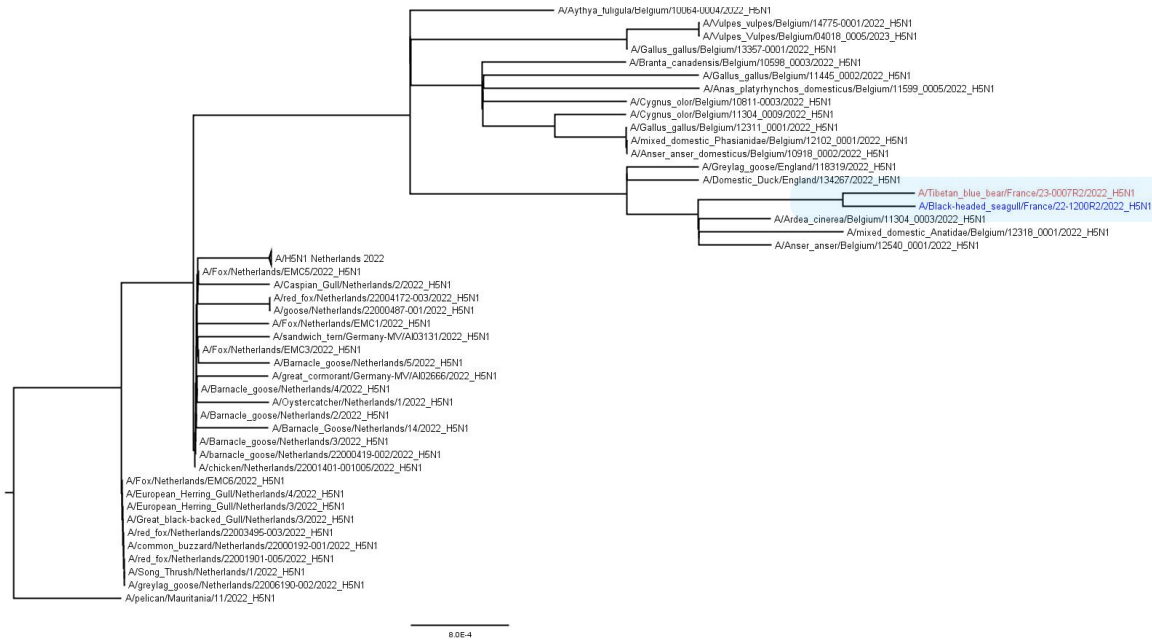 A/Aythya_fuligula/Belgium/10064-0004/2022_H5N1
A/Vulpes_vulpes/Belgium/14775-0001/2022_H5N1
A/Vulpes_Vulpes/Belgium/04018_0005/2023_H5N1
A/Gallus_gallus/Belgium/13357-0001/2022_H5N1
A/Branta_canadensis/Belgium/10598_0003/2022_H5N1
A/Gallus_gallus/Belgium/11445_0002/2022_H5N1
A/Anas_platyrhynchos_domesticus/Belgium/11599_0005/2022_H5N1
A/Cygnus_olor/Belgium/10811-0003/2022_H5N1
A/Cygnus_olor/Belgium/11304_0009/2022_H5N1
A/Gallus_gallus/Belgium/12311_0001/2022_H5N1
A/mixed_domestic_Phasianidae/Belgium/12102_0001/2022_H5N1
A/Anser_anser_domesticus/Belgium/10918_0002/2022_H5N1
A/Greylag_goose/England/118319/2022_H5N1
A/Domestic_Duck/England/134267/2022_H5N1
A/Tibetan_blue_bear/France/23-0007R2/2022_H5N1
A/Black-headed_seagull/France/22-1200R2/2022_H5N1
A/Ardea_cinerea/Belgium/11304_0003/2022_H5N1
A/mixed_domestic_Anatidae/Belgium/12318_0001/2022_H5N1
A/Anser_anser/Belgium/12540_0001/2022_H5N1
A/H5N1 Netherlands 2022
A/Fox/Netherlands/EMC5/2022_H5N1
A/Caspian_Gull/Netherlands/2/2022_H5N1
A/red_fox/Netherlands/22004172-003/2022_H5N1
A/goose/Netherlands/22000487-001/2022_H5N1
A/Fox/Netherlands/EMC1/2022_H5N1
A/sandwich_tern/Germany-MV/AI03131/2022_H5N1
A/Fox/Netherlands/EMC3/2022_H5N1
A/Barnacle_goose/Netherlands/5/2022_H5N1
A/great_cormorant/Germany-MV/AI02666/2022_H5N1
A/Barnacle_goose/Netherlands/4/2022_H5N1
A/Oystercatcher/Netherlands/1/2022_H5N1
A/Barnacle_goose/Netherlands/2/2022_H5N1
A/Barnacle_Goose/Netherlands/14/2022_H5N1
A/Barnacle_goose/Netherlands/3/2022_H5N1
A/barnacle_goose/Netherlands/22000419-002/2022_H5N1
A/chicken/Netherlands/22001401-001005/2022_H5N1
A/Fox/Netherlands/EMC6/2022_H5N1
A/European_Herring_Gull/Netherlands/4/2022_H5N1
A/European_Herring_Gull/Netherlands/3/2022_H5N1
A/Great_black-backed_Gull/Netherlands/3/2022_H5N1
A/red_fox/Netherlands/22003495-003/2022_H5N1
A/common_buzzard/Netherlands/22000192-001/2022_H5N1
A/red_fox/Netherlands/22001901-005/2022_H5N1
A/Song_Thrush/Netherlands/1/2022_H5N1
A/greylag_goose/Netherlands/22006190-002/2022_H5N1
A/pelican/Mauritania/11/2022_H5N1
8.0E-4